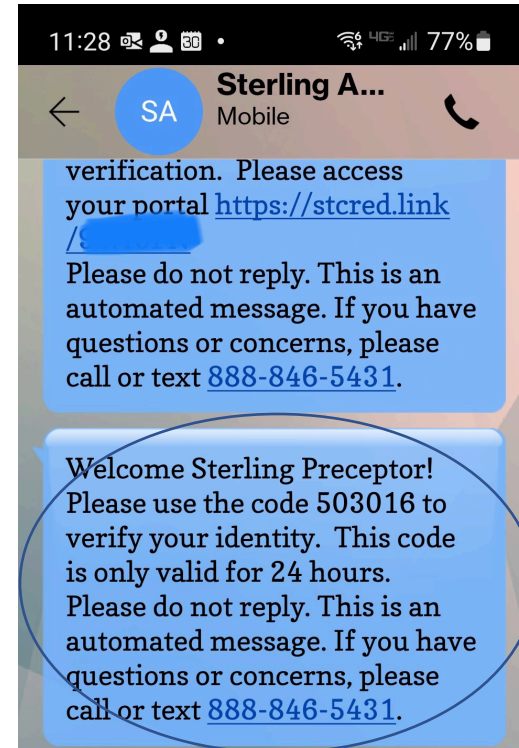 11:28 30
4GE 77%
SA
Sterling A...
Mobile
verification.  Please access
your portal https://stcred.link
/
Please do not reply. This is an
automated message. If you have
questions or concerns, please
call or text 888-846-5431.
Welcome Sterling Preceptor!
Please use the code 503016 to
verify your identity.  This code
is only valid for 24 hours.
Please do not reply. This is an
automated message. If you have
questions or concerns, please
call or text 888-846-5431.